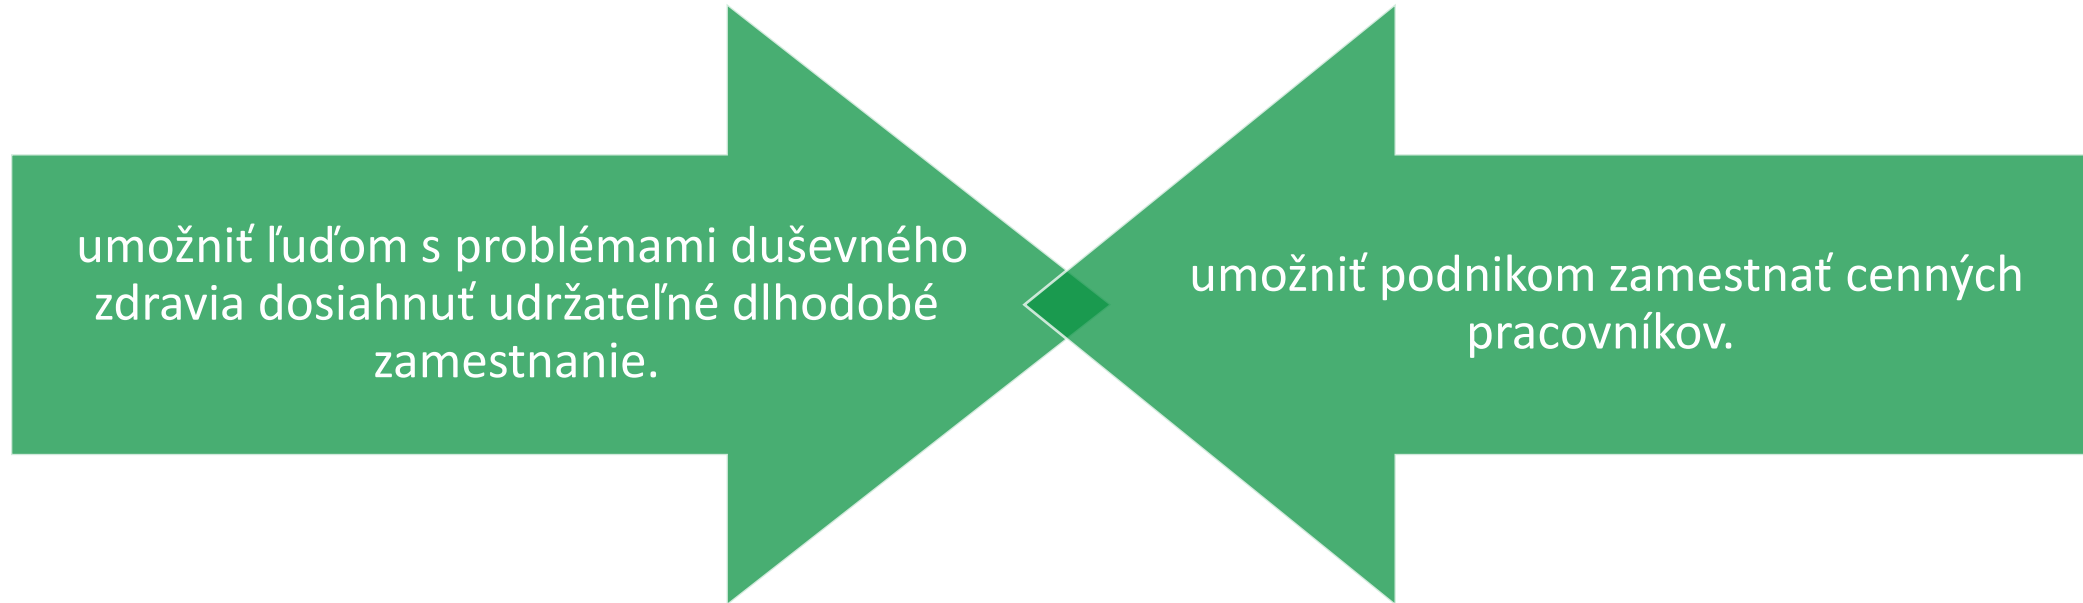 umožniť ľuďom s problémami duševného
zdravia dosiahnuť udržateľné dlhodobé
zamestnanie.
umožniť podnikom zamestnať cenných
pracovníkov.